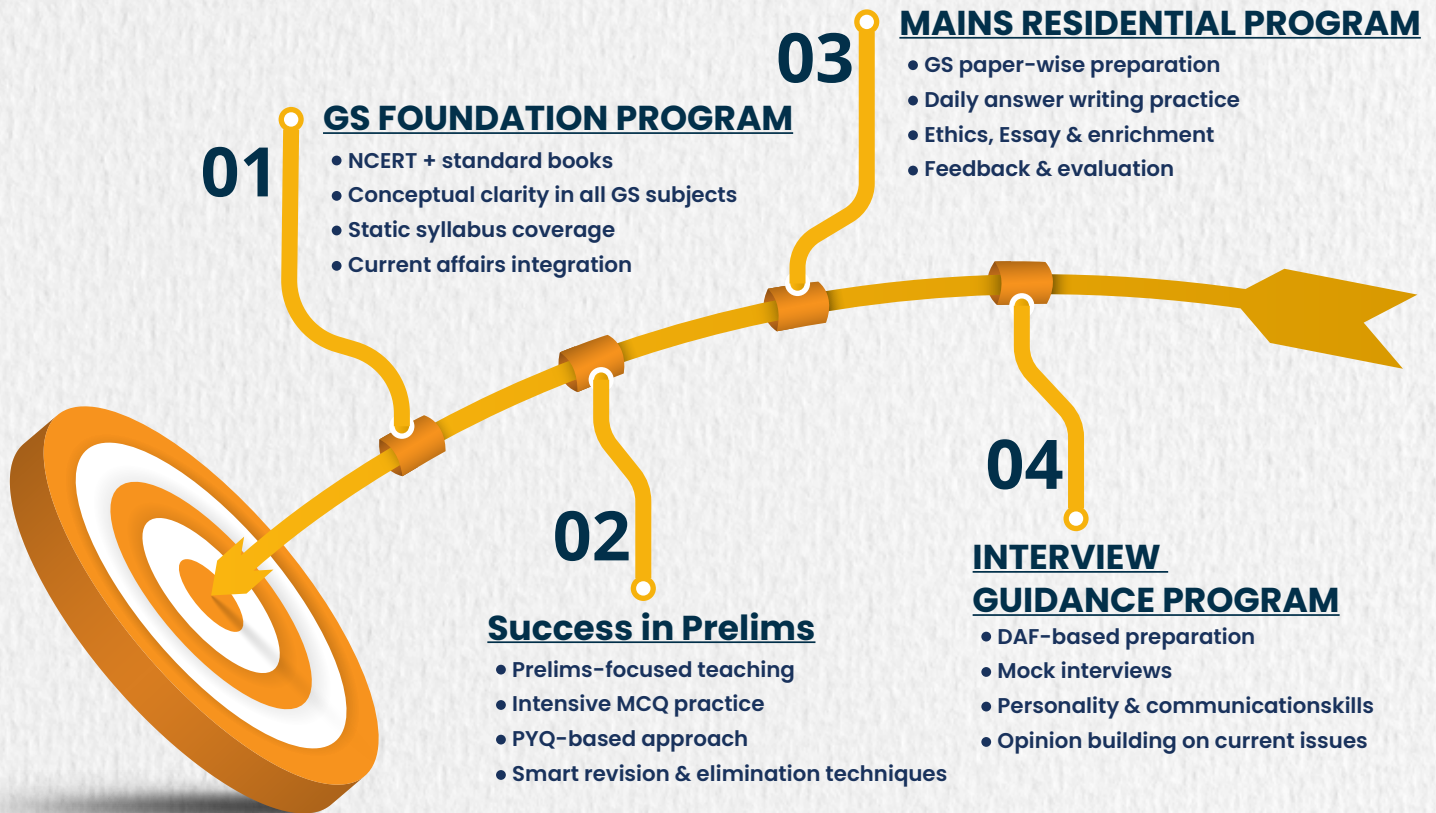 01
GS FOUNDATION PROGRAM
• NCERT + standard books
• Conceptual clarity in all GS subjects
• Static syllabus coverage
• Current affairs integration
02
Success in Prelims
• Prelims-focused teaching
• Intensive MCQ practice
• PYQ-based approach
• Smart revision & elimination techniques
03
MAINS RESIDENTIAL PROGRAM
• GS paper-wise preparation
• Daily answer writing practice
• Ethics, Essay & enrichment
• Feedback & evaluation
04
INTERVIEW
GUIDANCE PROGRAM
• DAF-based preparation
• Mock interviews
• Personality & communicationskills
• Opinion building on current issues